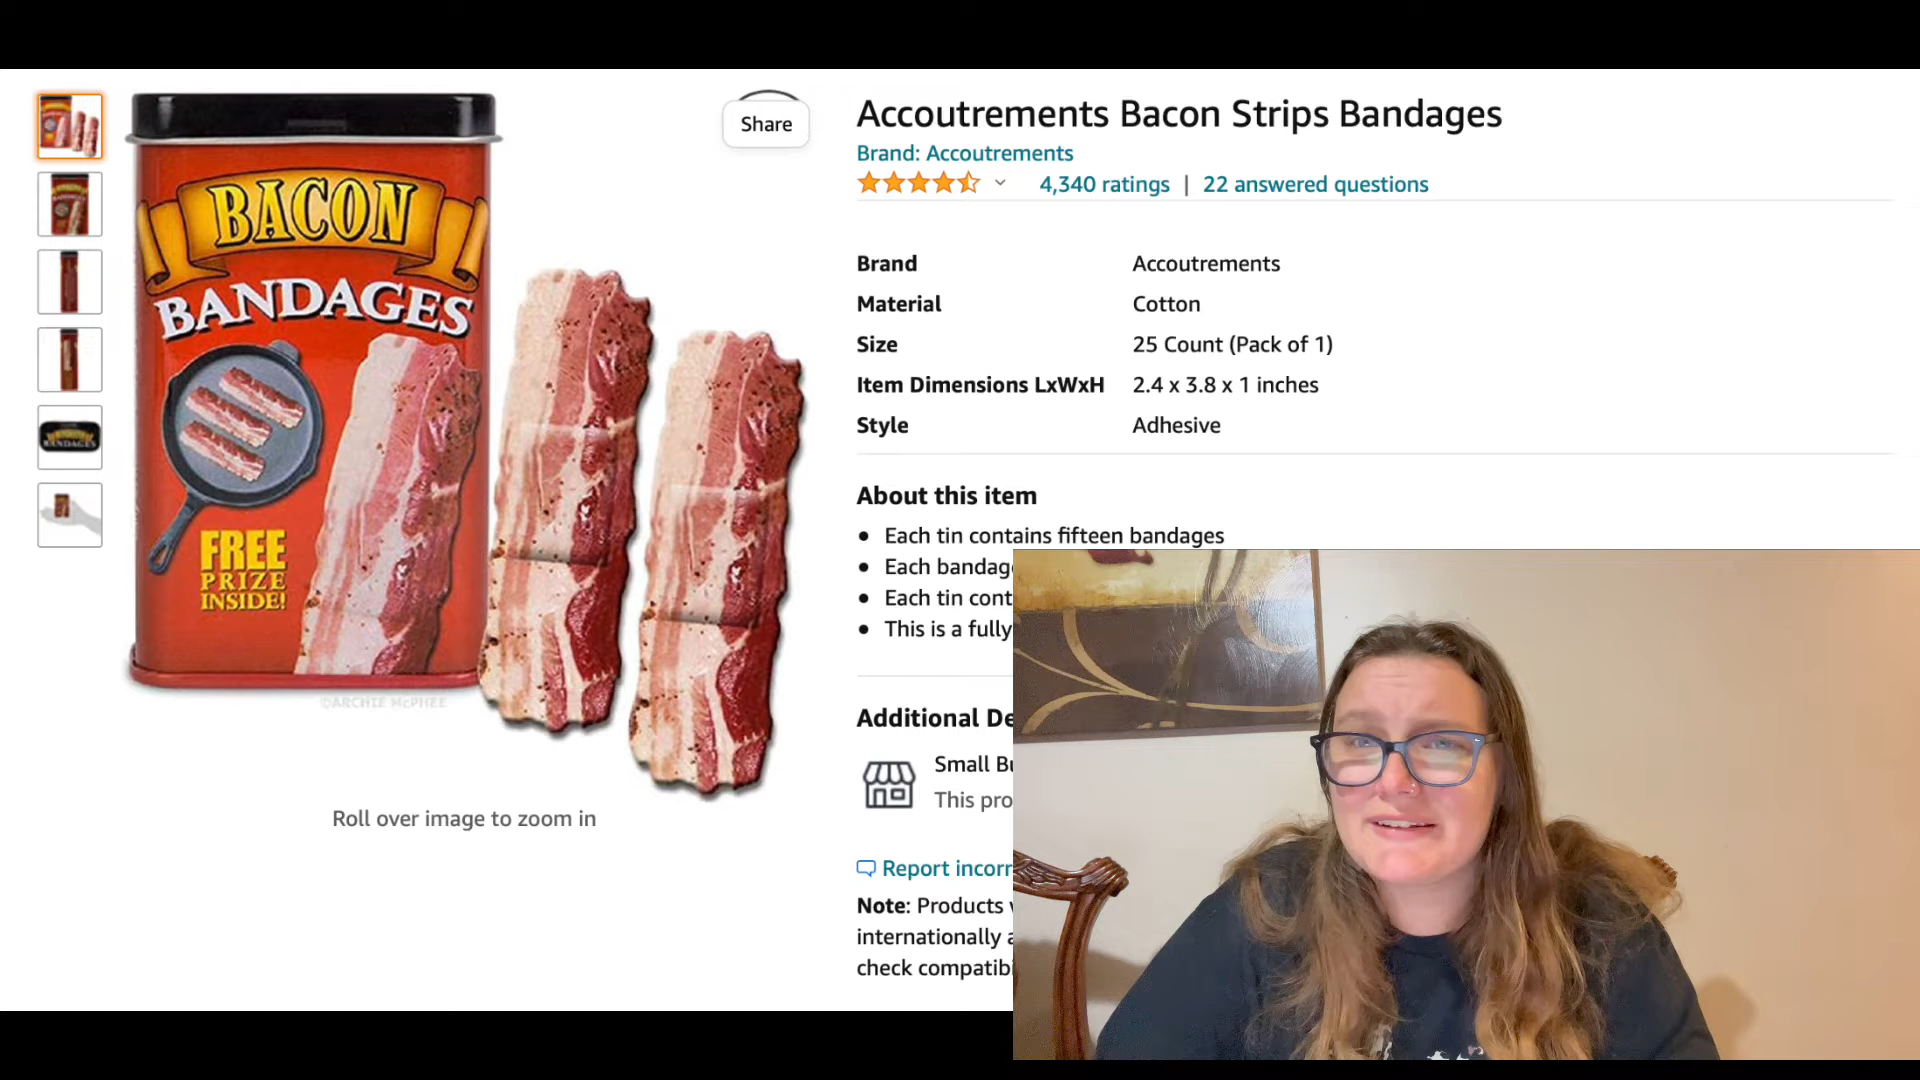 BACON
BANDAGES
FREE
PRIZE
INSIDE!
©ARCHIE McPHEE
Roll over image to zoom in
Share
Accoutrements Bacon Strips Bandages
Brand: Accoutrements
4,340 ratings | 22 answered questions
Brand Accoutrements
Material Cotton
Size 25 Count (Pack of 1)
Item Dimensions LxWxH 2.4 x 3.8 x 1 inches
Style Adhesive
About this item
• Each tin contains fifteen bandages
• Each bandag
• Each tin cont
• This is a fully
Additional De
Small Bu
This pro
Report incorr
Note: Products
internationally a
check compatibi